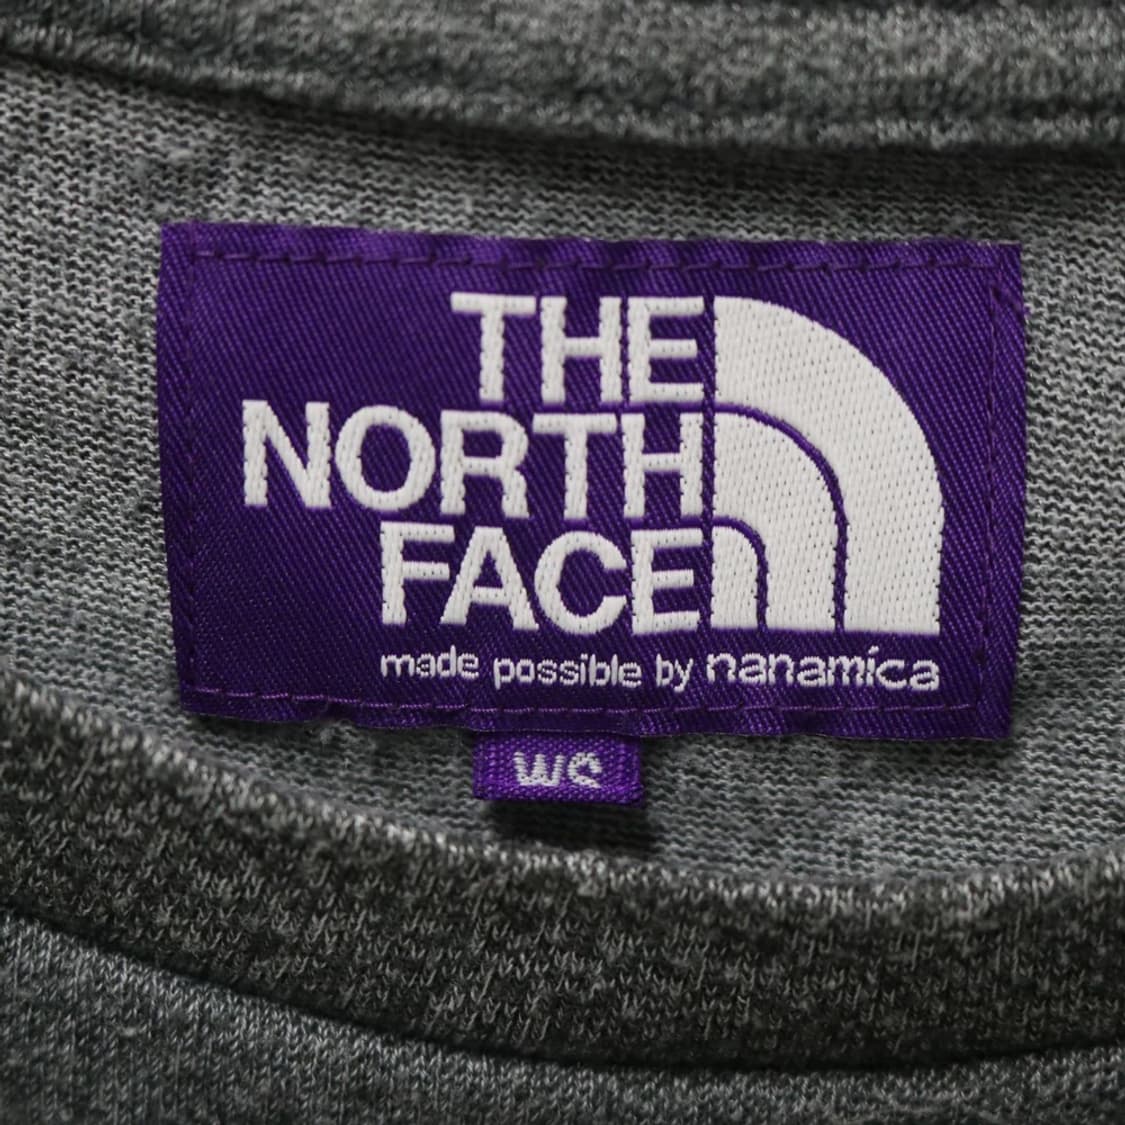 THE
NORTH
FACE
made possible by nanamica
WS